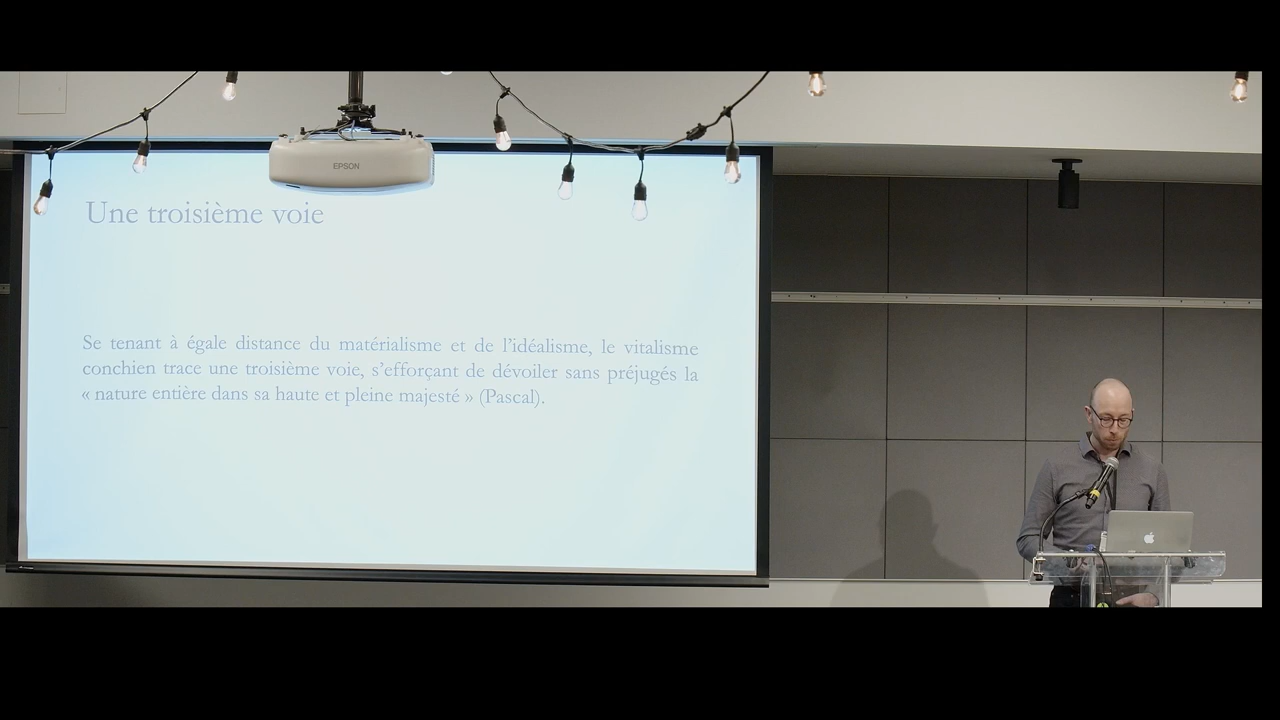 EPSON
Une troisième voie
Se tenant à égale distance du matérialisme et de l'idéalisme, le vitalisme
conchien trace une troisième voie, s'efforçant de dévoiler sans préjugés la
« nature entière dans sa haute et pleine majesté » (Pascal).